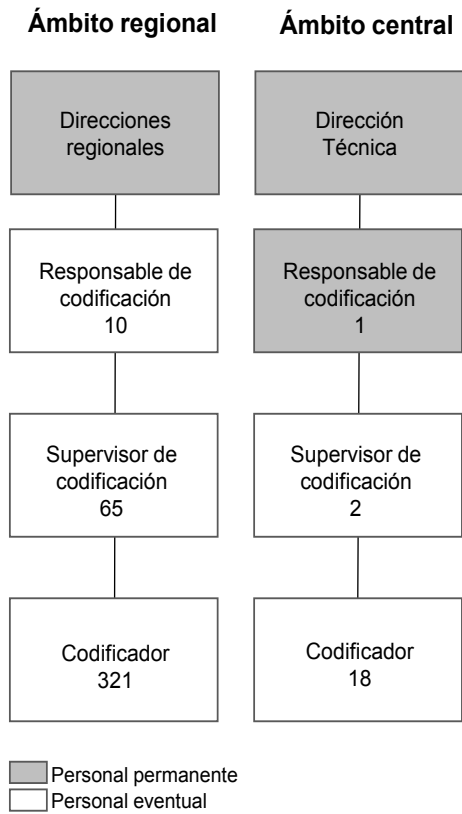 Ámbito regional
Direcciones
regionales
Responsable de
codificación
10
Supervisor de
codificación
65
Codificador
321
Ámbito central
Dirección
Técnica
Responsable de
codificación
1
Supervisor de
codificación
2
Codificador
18
Personal permanente
Personal eventual